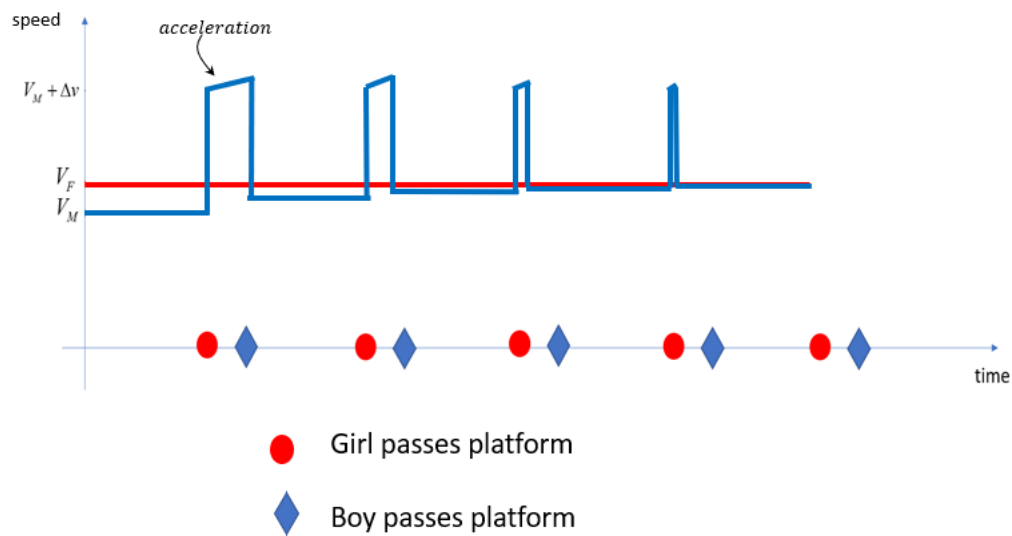 speed
acceleration
V_M + Δv
V_F
V_M
time
Girl passes platform
Boy passes platform